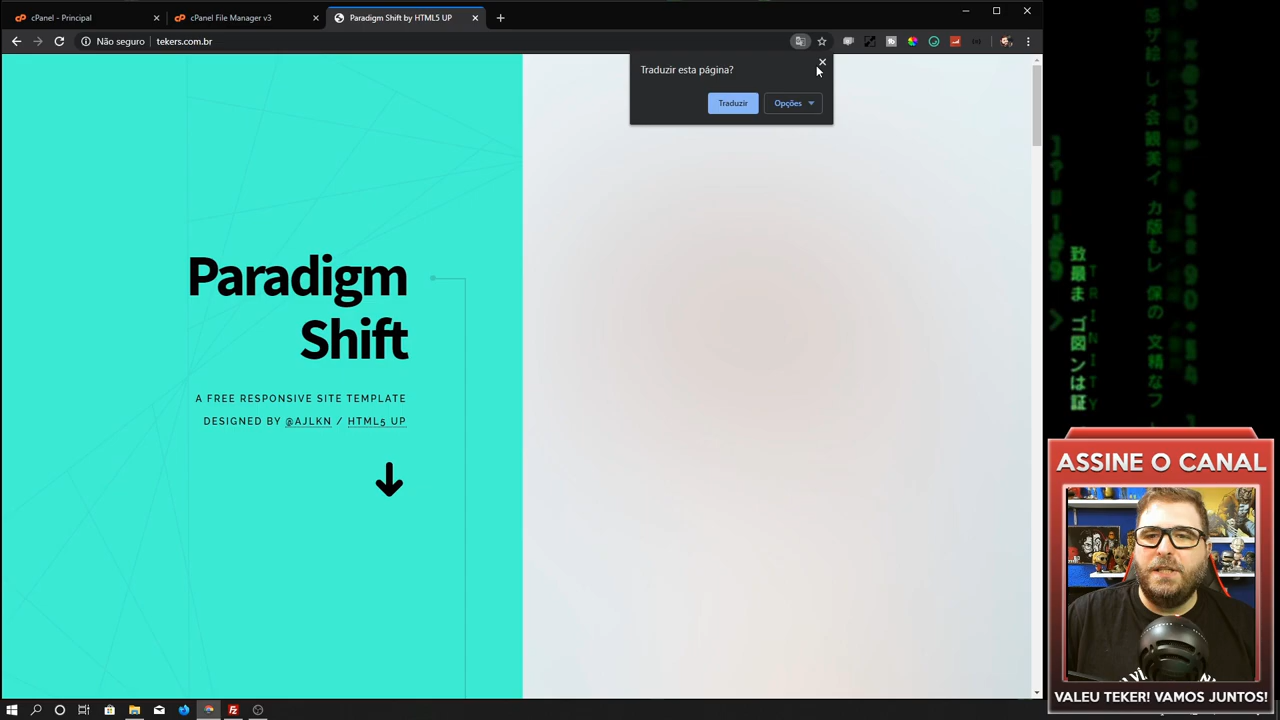 cPanel - Principal
cPanel File Manager v3
Paradigm Shift by HTML5 UP
Não seguro
tekers.com.br
Traduzir esta página?
Traduzir
Opções
Paradigm
Shift
A FREE RESPONSIVE SITE TEMPLATE
DESIGNED BY @AJLKN / HTML5 UP
ASSINE O CANAL
VALEU TEKER! VAMOS JUNTOS!